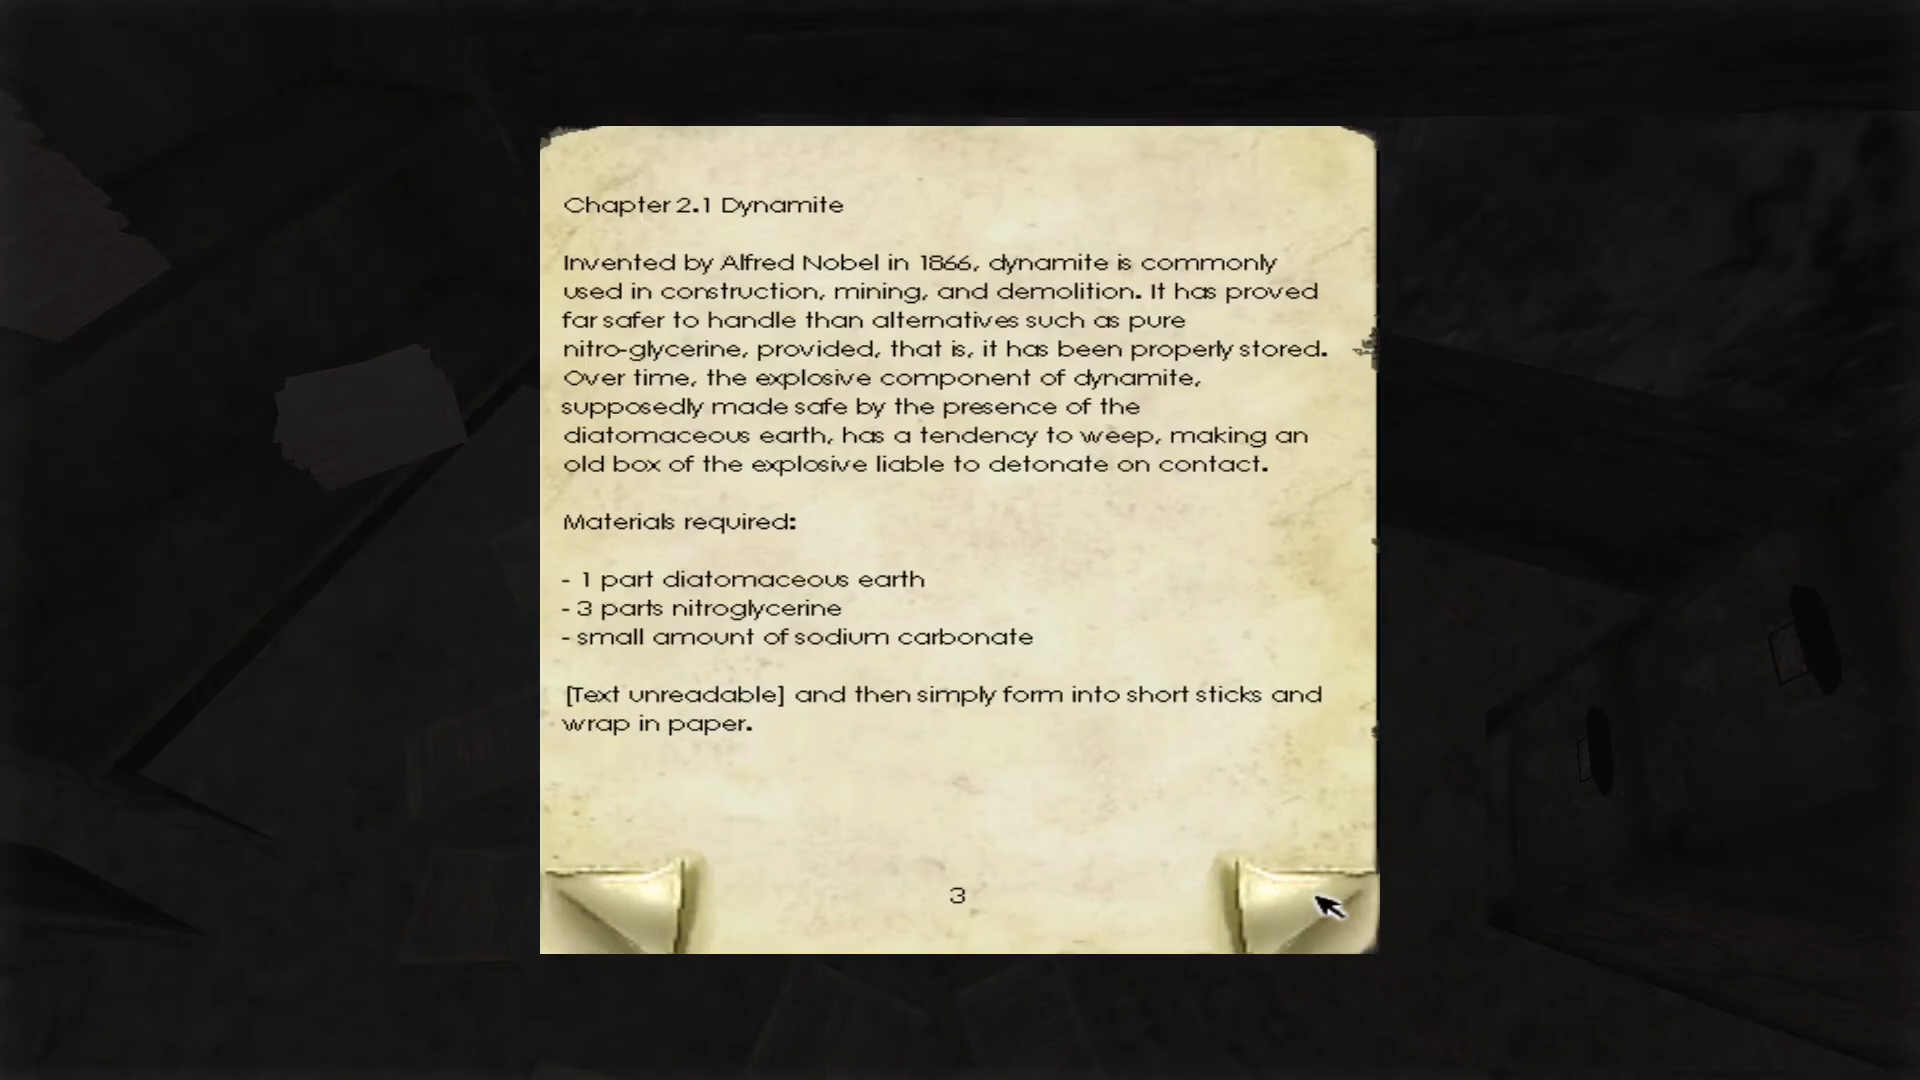 Chapter 2.1 Dynamite
Invented by Alfred Nobel in 1866, dynamite is commonly
used in construction, mining, and demolition. It has proved
far safer to handle than alternatives such as pure
nitro-glycerine, provided, that is, it has been properly stored.
Over time, the explosive component of dynamite,
supposedly made safe by the presence of the
diatomaceous earth, has a tendency to weep, making an
old box of the explosive liable to detonate on contact.
Materials required:
- 1 part diatomaceous earth
- 3 parts nitroglycerine
- small amount of sodium carbonate
[Text unreadable] and then simply form into short sticks and
wrap in paper.
3